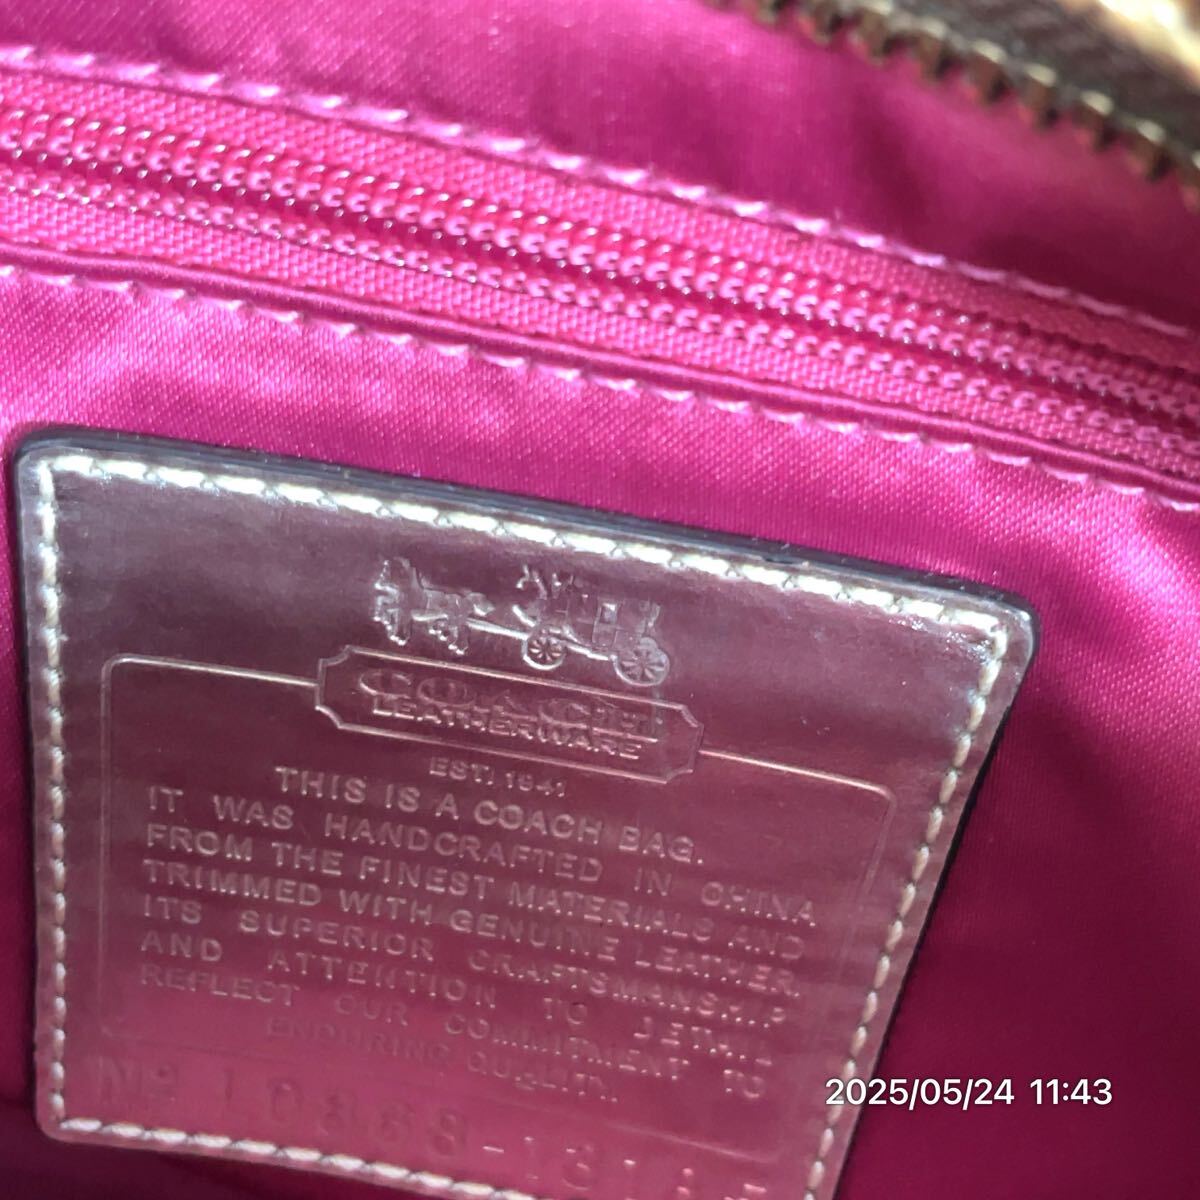 COACH
LEATHERWARE
EST. 1941
THIS IS A COACH BAG.
IT WAS HANDCRAFTED IN CHINA
FROM THE FINEST MATERIALS AND
TRIMMED WITH GENUINE LEATHER.
ITS SUPERIOR CRAFTSMANSHIP
AND ATTENTION TO DETAIL
REFLECT OUR COMMITMENT TO
ENDURING QUALITY.
Nº
2025/05/24 11:43